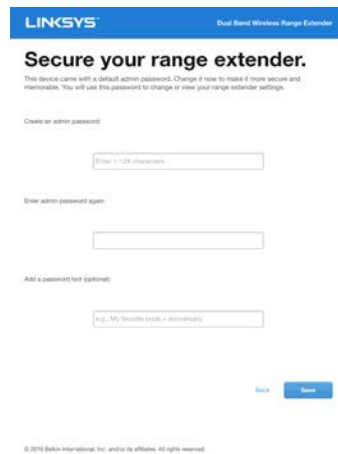 LINKSYS
Dual Band Wireless Range Extender
Secure your range extender.
This device came with a default admin password. Change it now to make it more secure and
memorable. You will use this password to change or view your range extender settings.
Create an admin password:
Enter 1-128 characters
Enter admin password again:
Add a password hint (optional):
e.g., My favorite book + anniversary
Back
Save
© 2016 Belkin International, Inc. and/or its affiliates. All rights reserved.